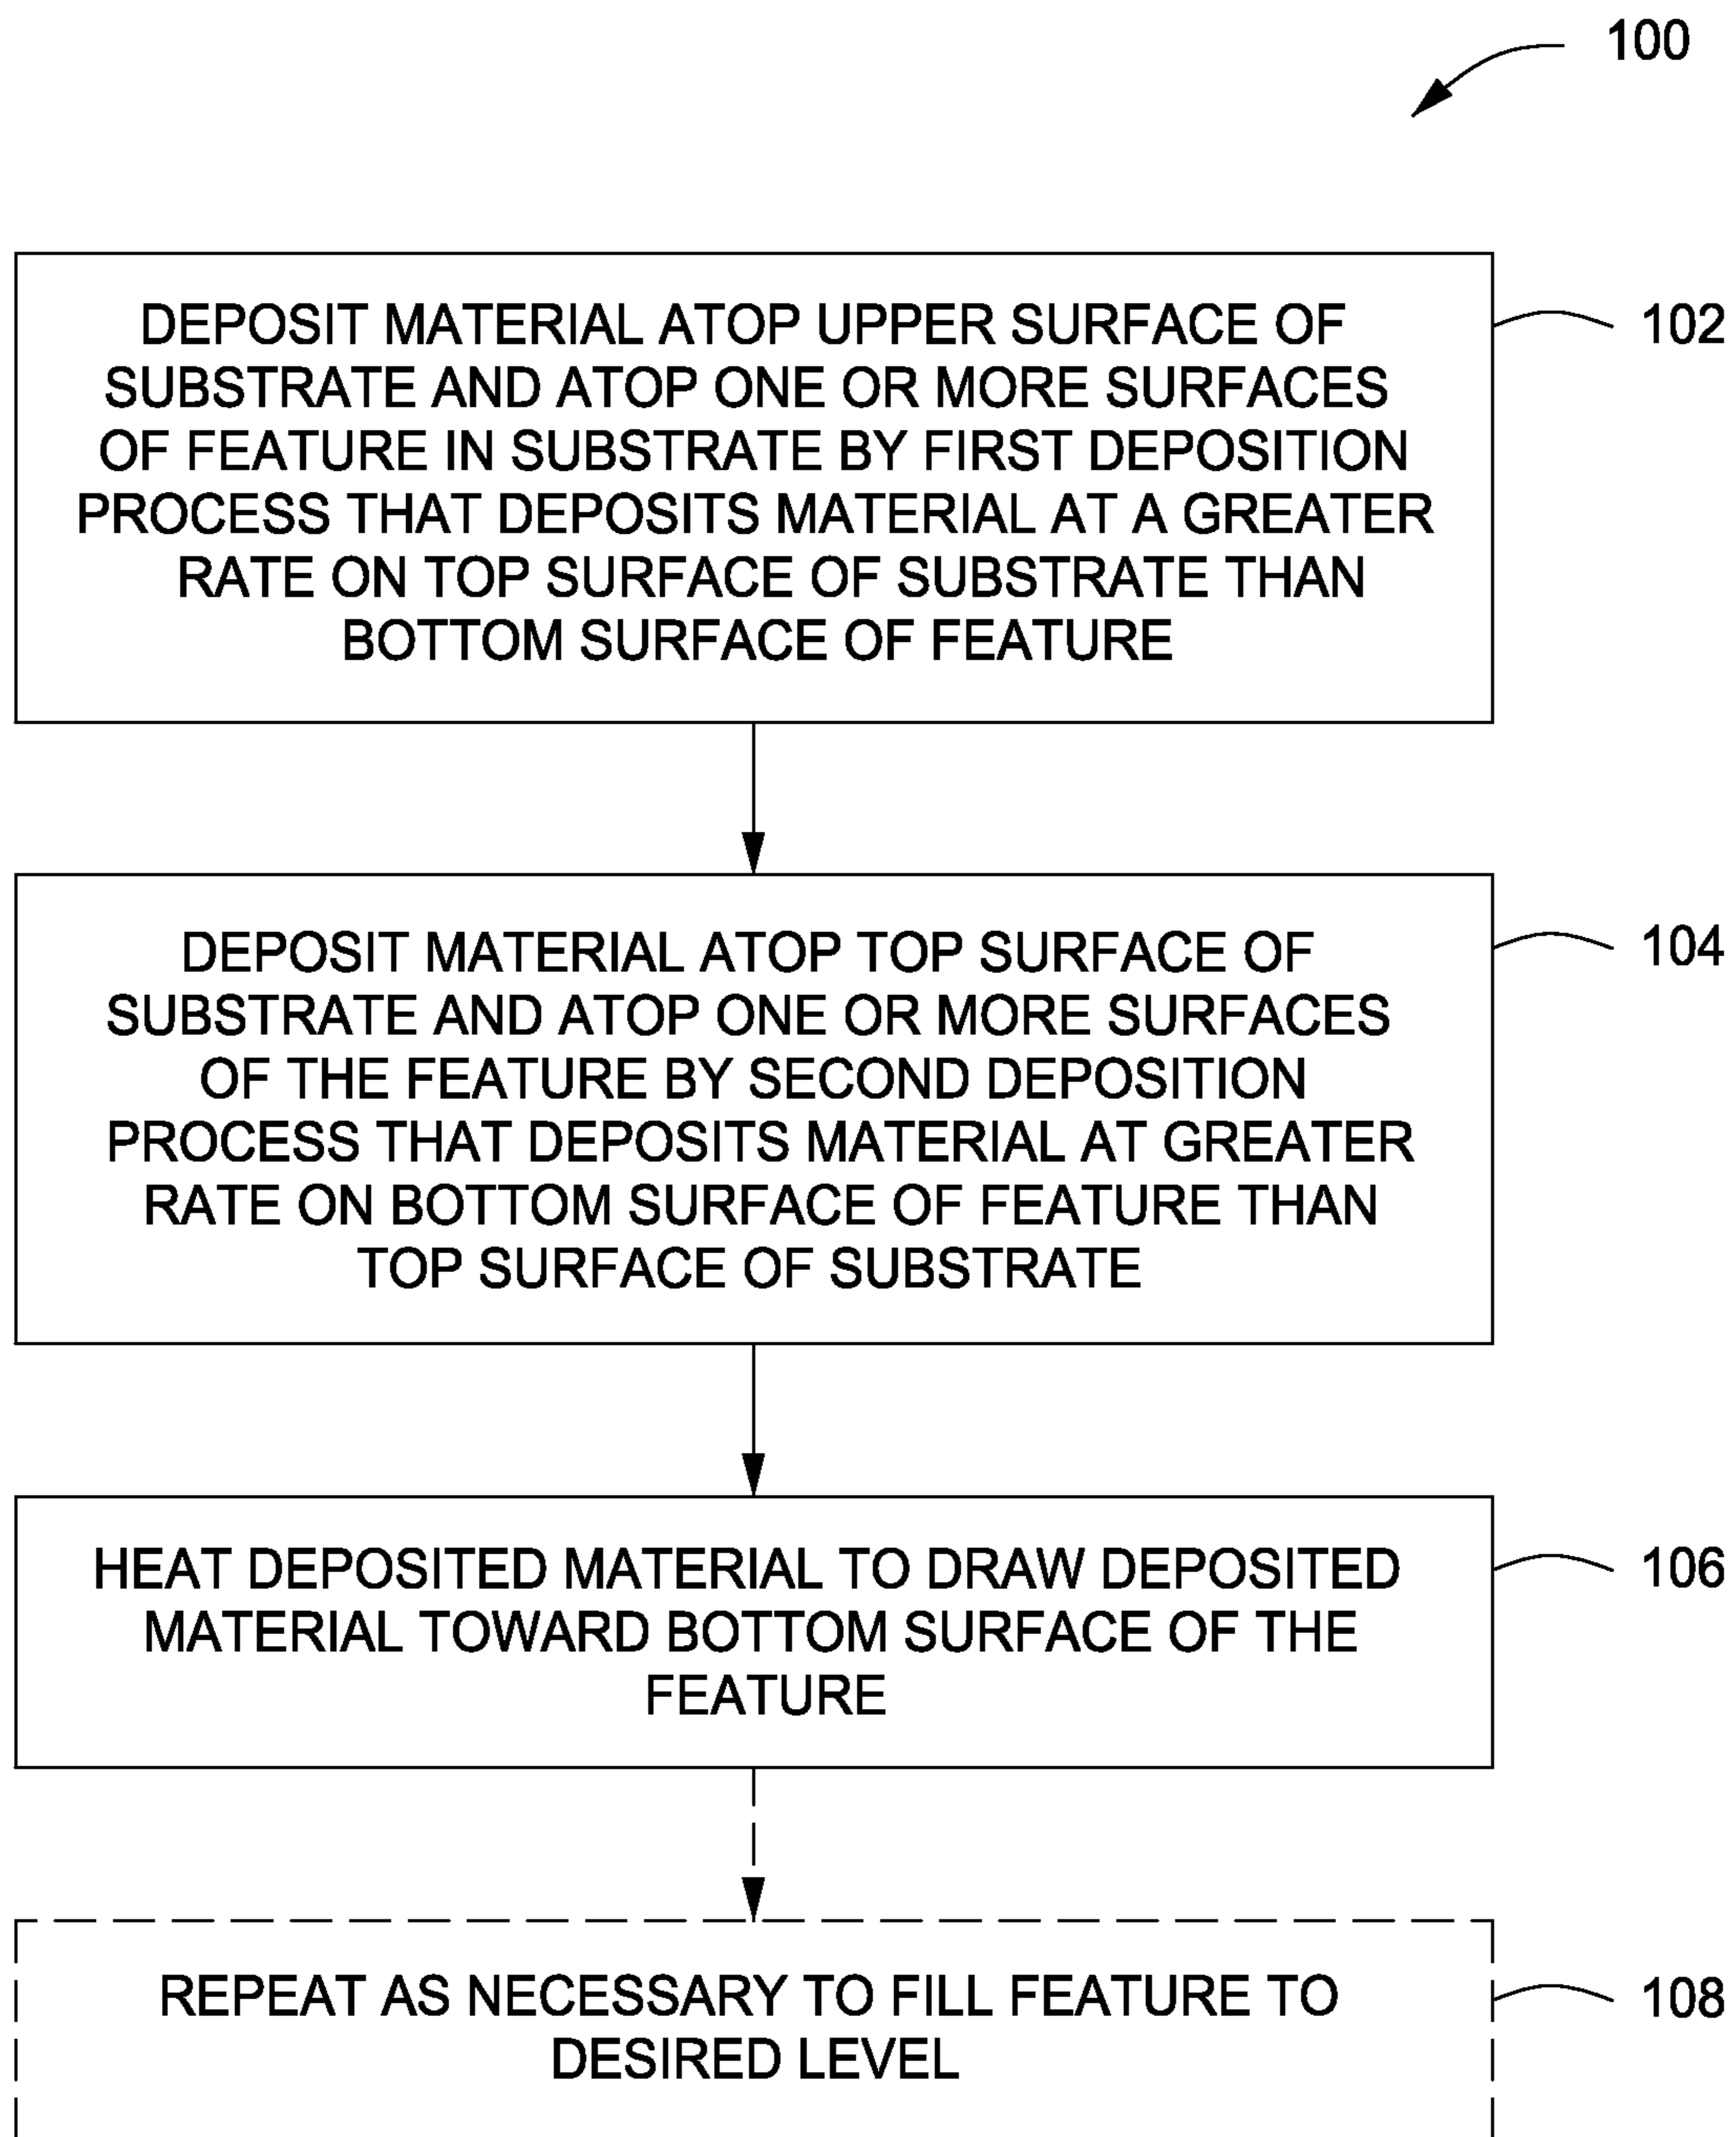 100
DEPOSIT MATERIAL ATOP UPPER SURFACE OF
SUBSTRATE AND ATOP ONE OR MORE SURFACES
OF FEATURE IN SUBSTRATE BY FIRST DEPOSITION
PROCESS THAT DEPOSITS MATERIAL AT A GREATER
RATE ON TOP SURFACE OF SUBSTRATE THAN
BOTTOM SURFACE OF FEATURE
102
DEPOSIT MATERIAL ATOP TOP SURFACE OF
SUBSTRATE AND ATOP ONE OR MORE SURFACES
OF THE FEATURE BY SECOND DEPOSITION
PROCESS THAT DEPOSITS MATERIAL AT GREATER
RATE ON BOTTOM SURFACE OF FEATURE THAN
TOP SURFACE OF SUBSTRATE
104
HEAT DEPOSITED MATERIAL TO DRAW DEPOSITED
MATERIAL TOWARD BOTTOM SURFACE OF THE
FEATURE
106
REPEAT AS NECESSARY TO FILL FEATURE TO
DESIRED LEVEL
108